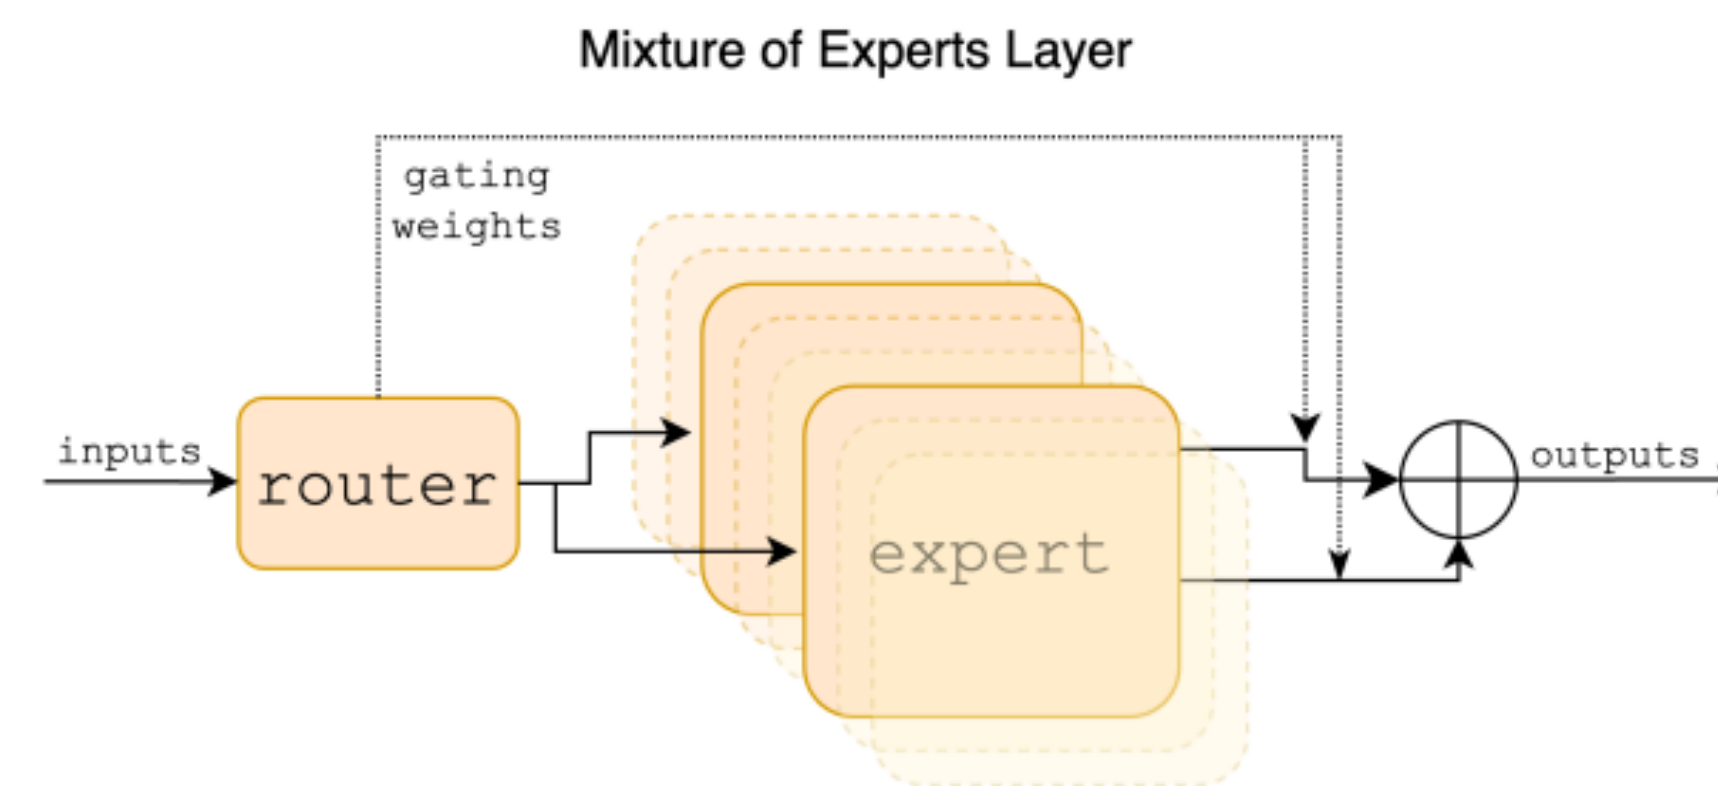 Mixture of Experts Layer
gating
weights
inputs
router
expert
outputs